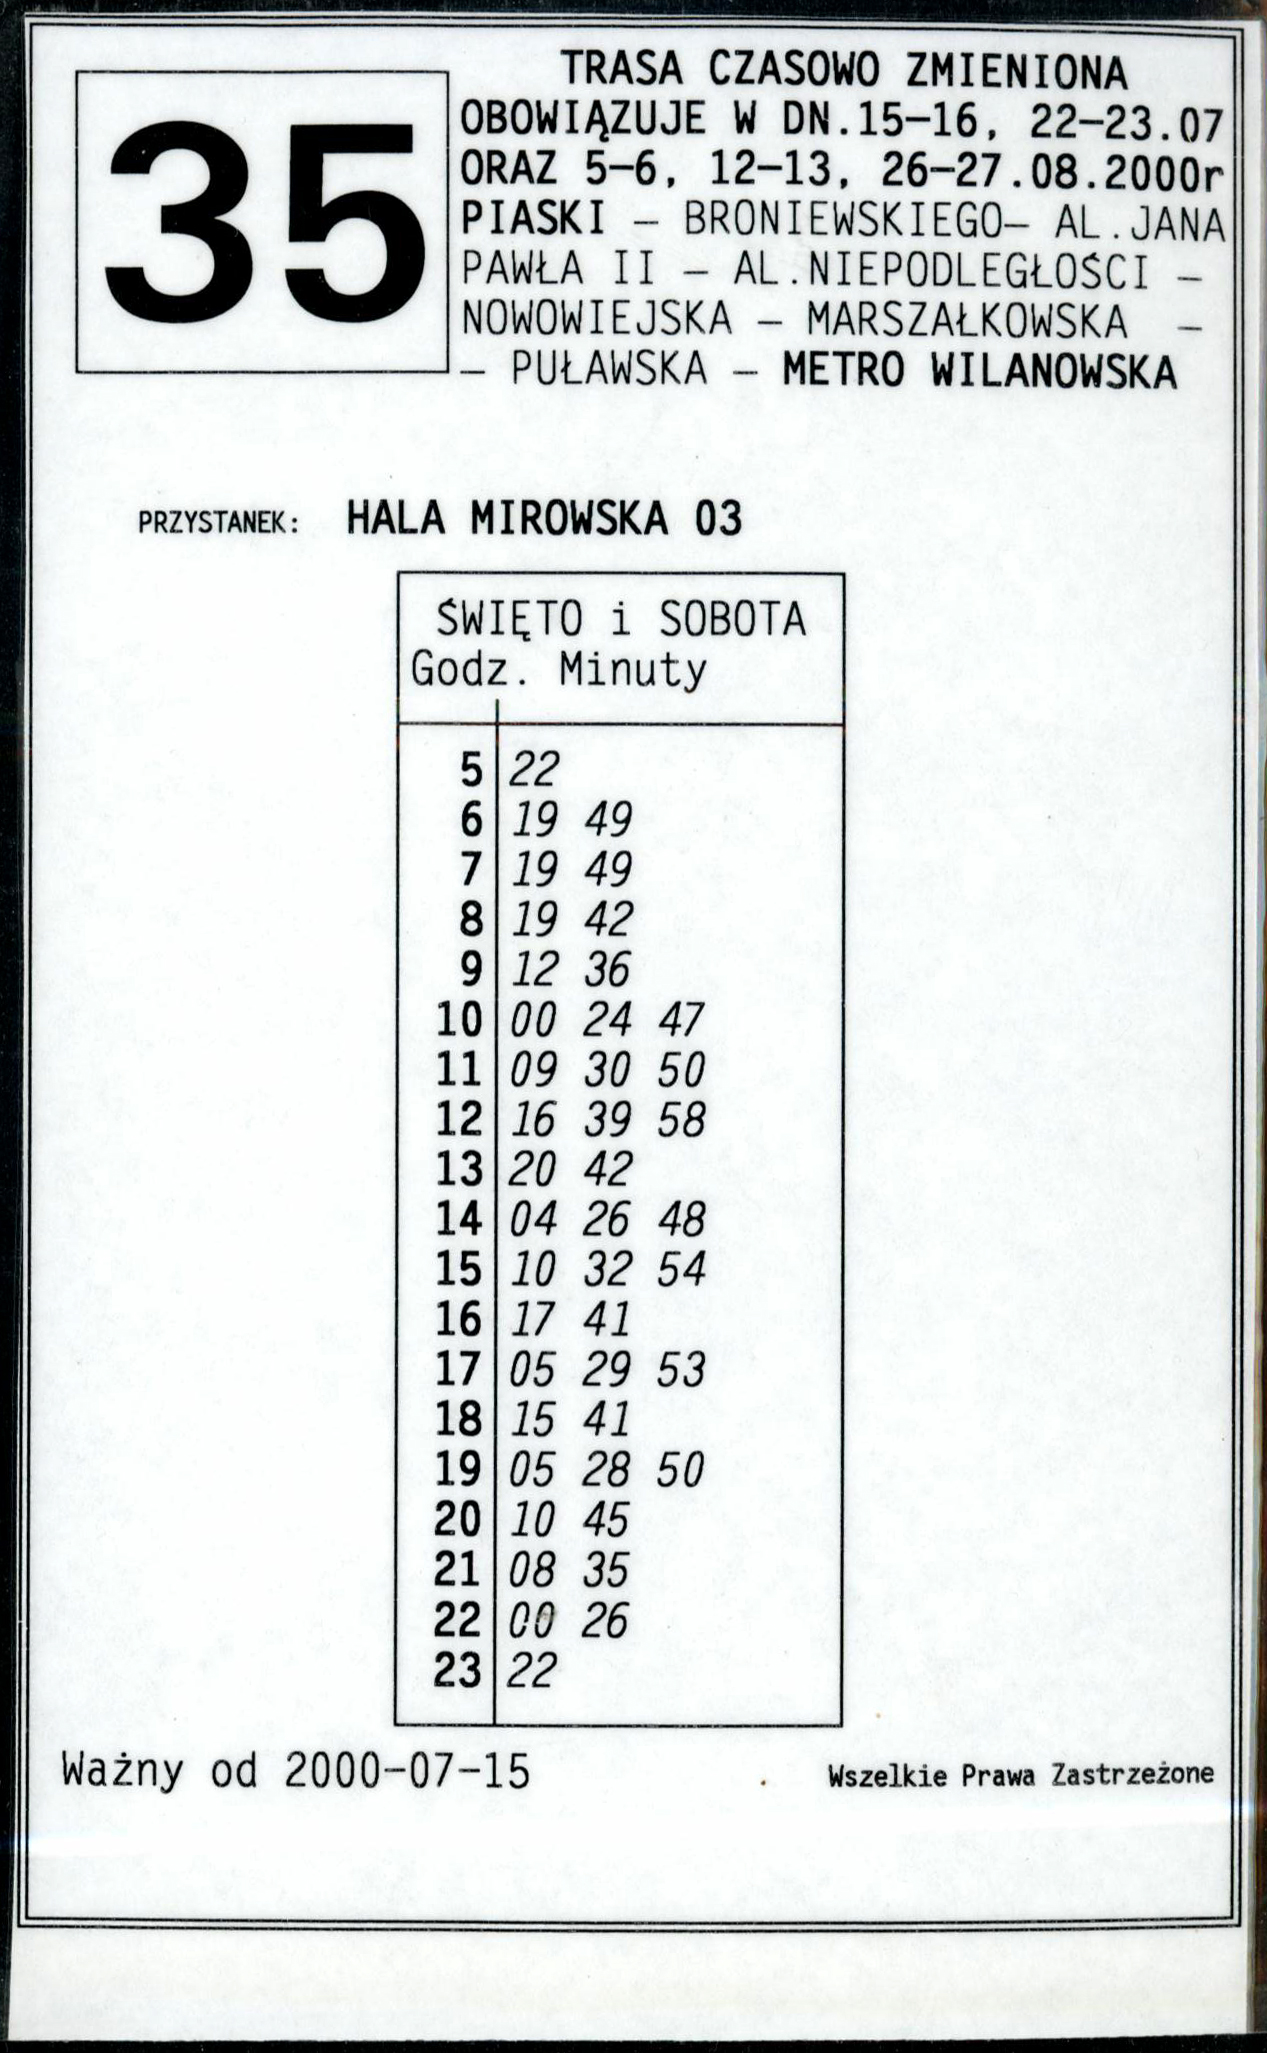 35
TRASA CZASOWO ZMIENIONA
OBOWIĄZUJE W DN.15-16, 22-23.07
ORAZ 5-6, 12-13, 26-27.08.2000r
PIASKI - BRONIEWSKIEGO- AL.JANA
PAWŁA II - AL.NIEPODLEGŁOŚCI -
NOWOWIEJSKA - MARSZAŁKOWSKA -
- PUŁAWSKA - METRO WILANOWSKA
PRZYSTANEK: HALA MIROWSKA 03
ŚWIĘTO i SOBOTA
Godz. Minuty
5 22
6 19 49
7 19 49
8 19 42
9 12 36
10 00 24 47
11 09 30 50
12 16 39 58
13 20 42
14 04 26 48
15 10 32 54
16 17 41
17 05 29 53
18 15 41
19 05 28 50
20 10 45
21 08 35
22 00 26
23 22
Ważny od 2000-07-15
Wszelkie Prawa Zastrzeżone